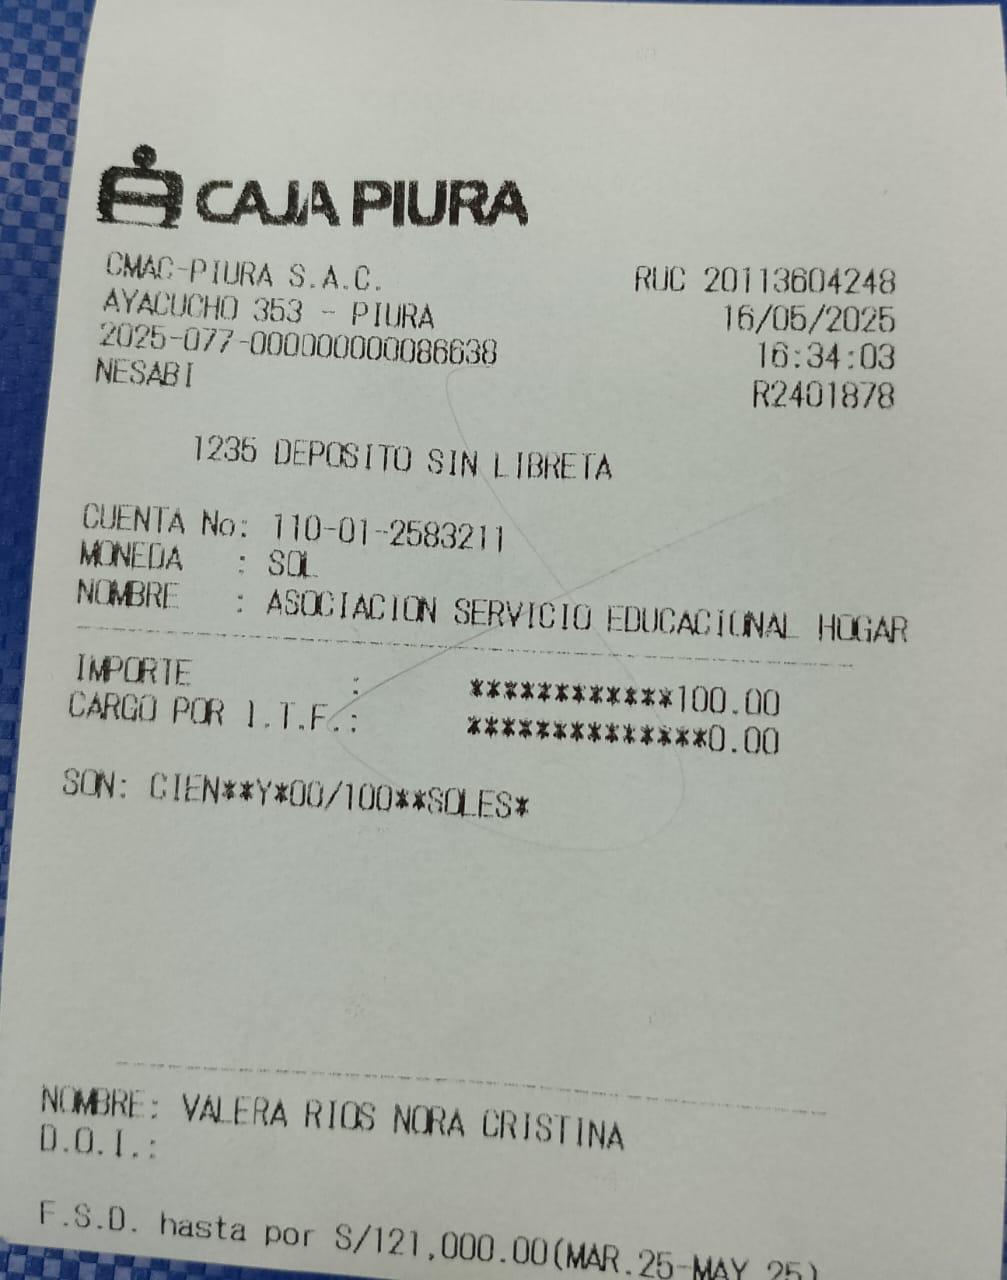 CAJA PIURA
CMAC-PIURA S.A.C. RUC 20113604248
AYACUCHO 353 - PIURA 16/05/2025
2025-077-000000000086638 16:34:03
NESABI R2401878
1235 DEPOSITO SIN LIBRETA
CUENTA No: 110-01-2583211
MONEDA : SOL
NOMBRE : ASOCIACION SERVICIO EDUCACIONAL HOGAR
IMPORTE : ************100.00
CARGO POR I.T.F.: **************0.00
SON: CIEN**Y*00/100**SOLES*
NOMBRE: VALERA RIOS NORA CRISTINA
D.O.I.:
F.S.D. hasta por S/121,000.00(MAR.25-MAY.25)